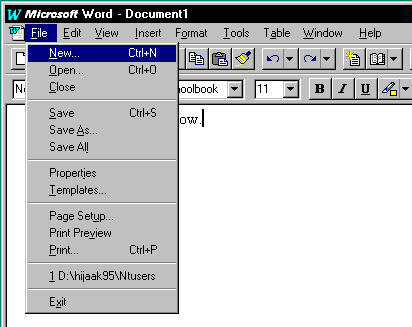 Microsoft Word - Document1
File Edit View Insert Format Tools Table Window Help
New... Ctrl+N
Open... Ctrl+O
Close
oolbook 11 B I U
Save Ctrl+S
ow.
Save As...
Save All
Properties
Templates...
Page Setup...
Print Preview
Print... Ctrl+P
1 D:\hijaak95\Ntusers
Exit